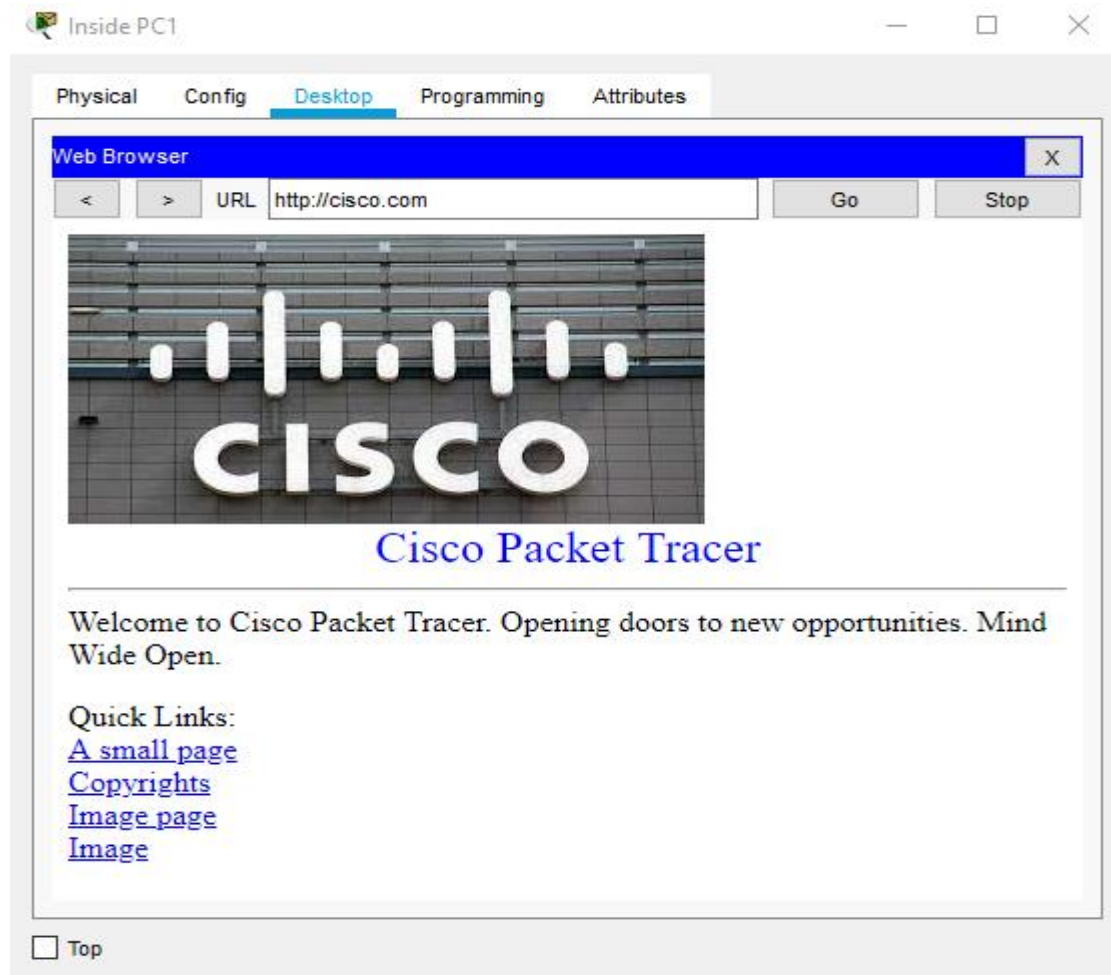 Inside PC1
Physical Config Desktop Programming Attributes
Web Browser X
< > URL http://cisco.com Go Stop
CISCO
Cisco Packet Tracer
Welcome to Cisco Packet Tracer. Opening doors to new opportunities. Mind
Wide Open.
Quick Links:
A small page
Copyrights
Image page
Image
Top